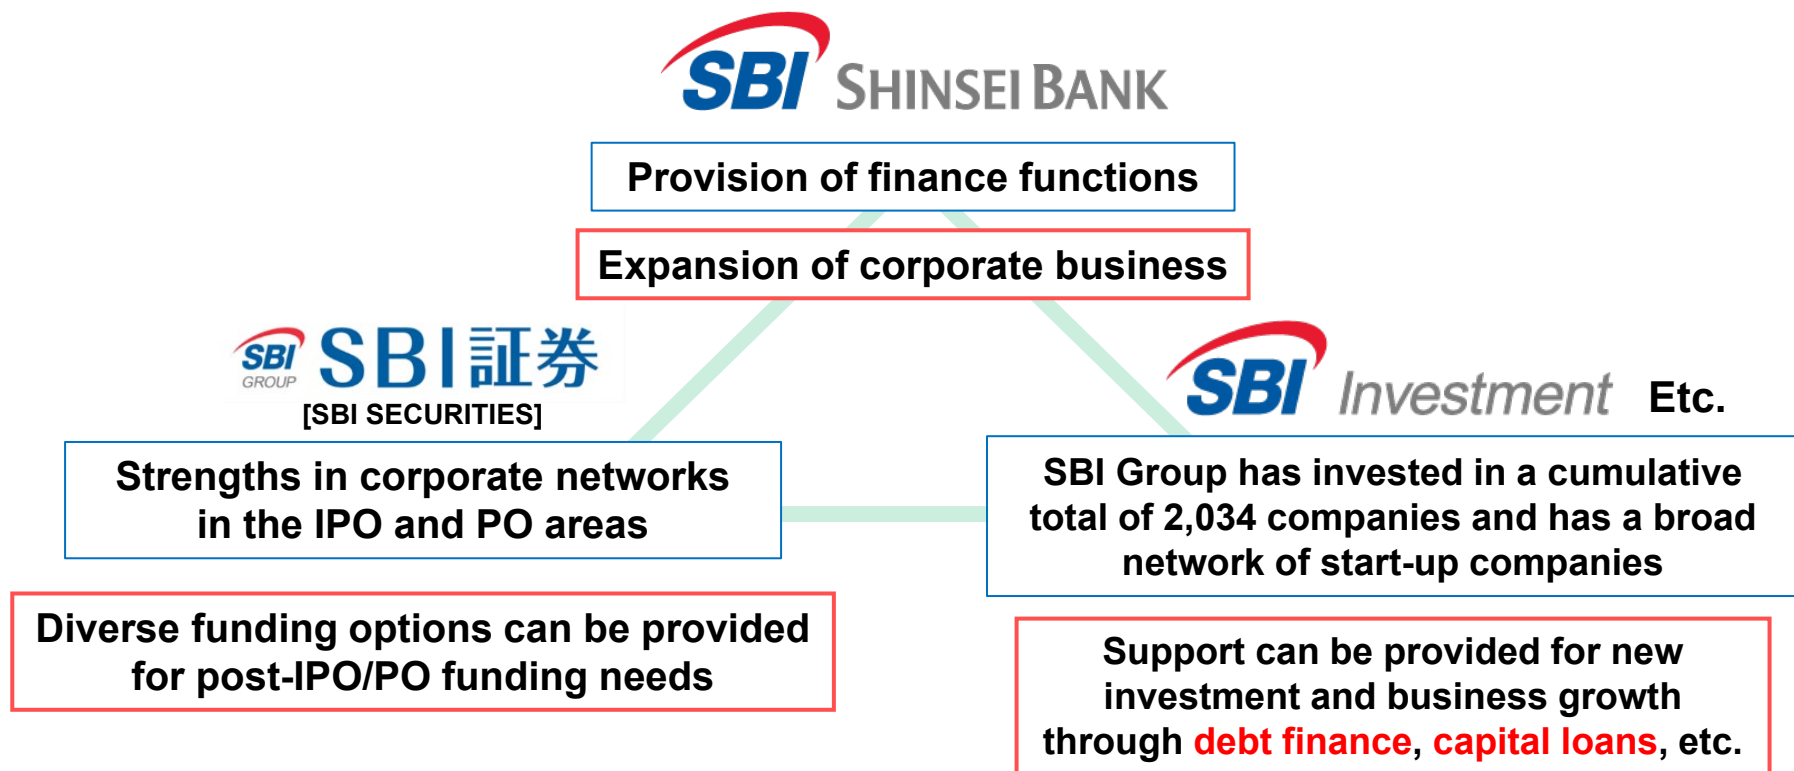 SBI SHINSEI BANK
Provision of finance functions
Expansion of corporate business
SBI GROUP SBI証券
[SBI SECURITIES]
Strengths in corporate networks
in the IPO and PO areas
Diverse funding options can be provided
for post-IPO/PO funding needs
SBI Investment Etc.
SBI Group has invested in a cumulative
total of 2,034 companies and has a broad
network of start-up companies
Support can be provided for new
investment and business growth
through debt finance, capital loans, etc.